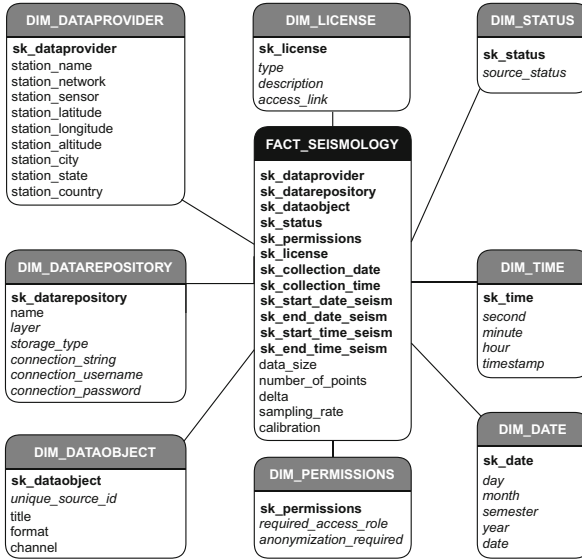 DIM_DATAPROVIDER
sk_dataprovider
station_name
station_network
station_sensor
station_latitude
station_longitude
station_altitude
station_city
station_state
station_country
DIM_LICENSE
sk_license
type
description
access_link
DIM_STATUS
sk_status
source_status
FACT_SEISMOLOGY
sk_dataprovider
sk_datarepository
sk_dataobject
sk_status
sk_permissions
sk_license
sk_collection_date
sk_collection_time
sk_start_date_seism
sk_end_date_seism
sk_start_time_seism
sk_end_time_seism
data_size
number_of_points
delta
sampling_rate
calibration
DIM_DATAREPOSITORY
sk_datarepository
name
layer
storage_type
connection_string
connection_username
connection_password
DIM_TIME
sk_time
second
minute
hour
timestamp
DIM_DATAOBJECT
sk_dataobject
unique_source_id
title
format
channel
DIM_PERMISSIONS
sk_permissions
required_access_role
anonymization_required
DIM_DATE
sk_date
day
month
semester
year
date